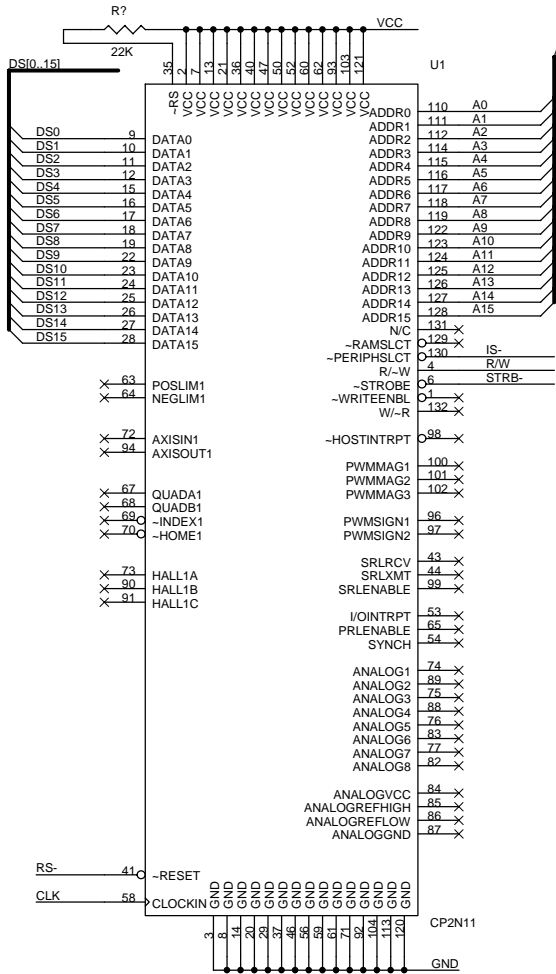 R?
VCC
22K
DS[0..15]
U1
35 2 7 13 21 36 40 47 50 52 60 62 93 103 121
~RS VCC VCC VCC VCC VCC VCC VCC VCC VCC VCC VCC VCC VCC VCC
ADDR0 110 A0
ADDR1 111 A1
DS0 9 DATA0 ADDR2 112 A2
DS1 10 DATA1 ADDR3 114 A3
DS2 11 DATA2 ADDR4 115 A4
DS3 12 DATA3 ADDR5 116 A5
DS4 15 DATA4 ADDR6 117 A6
DS5 16 DATA5 ADDR7 118 A7
DS6 17 DATA6 ADDR8 119 A8
DS7 18 DATA7 ADDR9 122 A9
DS8 19 DATA8 ADDR10 123 A10
DS9 22 DATA9 ADDR11 124 A11
DS10 23 DATA10 ADDR12 125 A12
DS11 24 DATA11 ADDR13 126 A13
DS12 25 DATA12 ADDR14 127 A14
DS13 26 DATA13 ADDR15 128 A15
DS14 27 DATA14 N/C 131
DS15 28 DATA15 ~RAMSLCT 129
~PERIPHSLCT 130 IS-
R/~W 4 R/W
63 POSLIM1 ~STROBE 6 STRB-
64 NEGLIM1 ~WRITEENBL 1
W/~R 132
72 AXISIN1 ~HOSTINTRPT 98
94 AXISOUT1
PWMMAG1 100
PWMMAG2 101
67 QUADA1 PWMMAG3 102
68 QUADB1
69 ~INDEX1 PWMSIGN1 96
70 ~HOME1 PWMSIGN2 97
SRLRCV 43
73 HALL1A SRLXMT 44
90 HALL1B SRLENABLE 99
91 HALL1C
I/OINTRPT 53
PRLENABLE 65
SYNCH 54
ANALOG1 74
ANALOG2 89
ANALOG3 75
ANALOG4 88
ANALOG5 76
ANALOG6 83
ANALOG7 77
ANALOG8 82
ANALOGVCC 84
ANALOGREFHIGH 85
ANALOGREFLOW 86
ANALOGGND 87
RS- 41 ~RESET
CLK 58 CLOCKIN
GND GND GND GND GND GND GND GND GND GND GND GND GND GND GND
CP2N11
3 8 14 20 29 37 46 56 59 61 71 92 104 113 120
GND